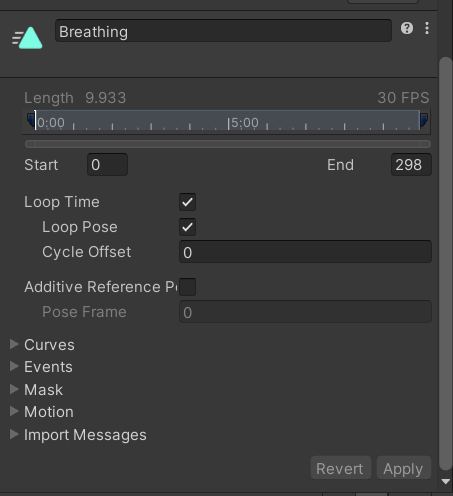 Breathing
Length 9.933 30 FPS
0:00 5:00
Start 0 End 298
Loop Time
Loop Pose
Cycle Offset 0
Additive Reference Po
Pose Frame 0
Curves
Events
Mask
Motion
Import Messages
Revert Apply